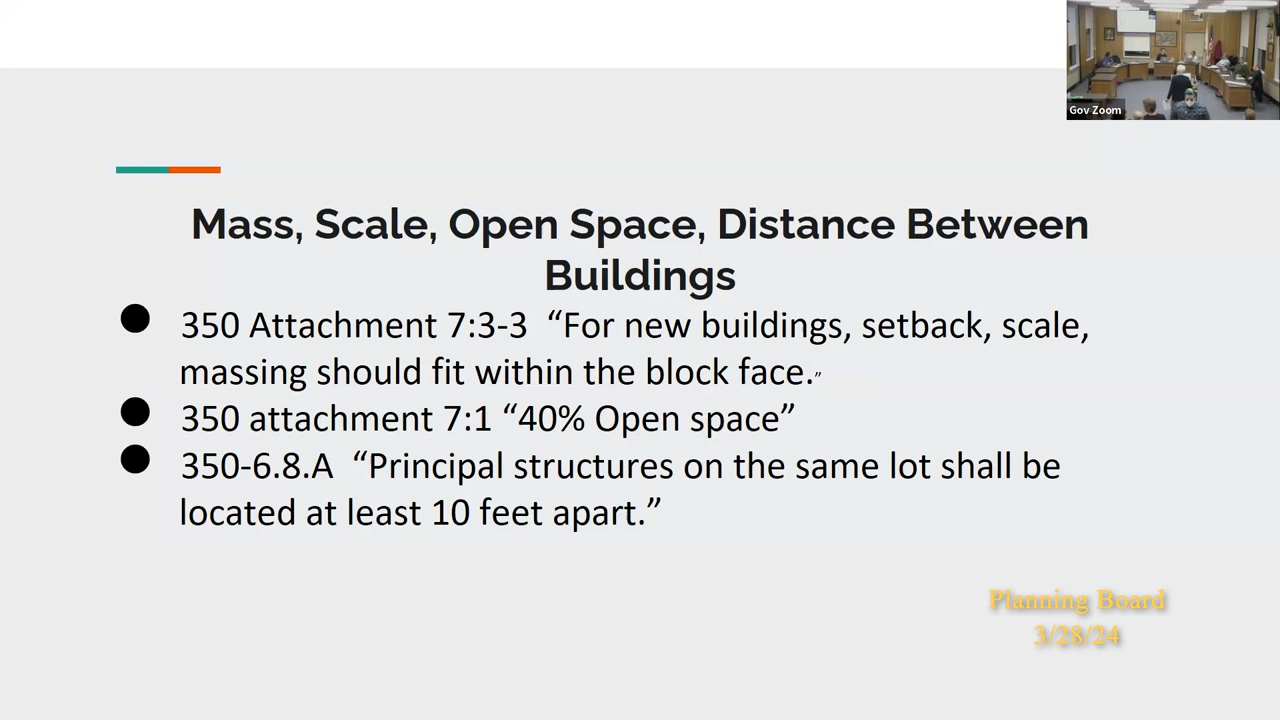 Gov Zoom
Mass, Scale, Open Space, Distance Between
Buildings
● 350 Attachment 7:3-3 “For new buildings, setback, scale,
massing should fit within the block face.”
● 350 attachment 7:1 “40% Open space”
● 350-6.8.A “Principal structures on the same lot shall be
located at least 10 feet apart.”
Planning Board
3/28/24